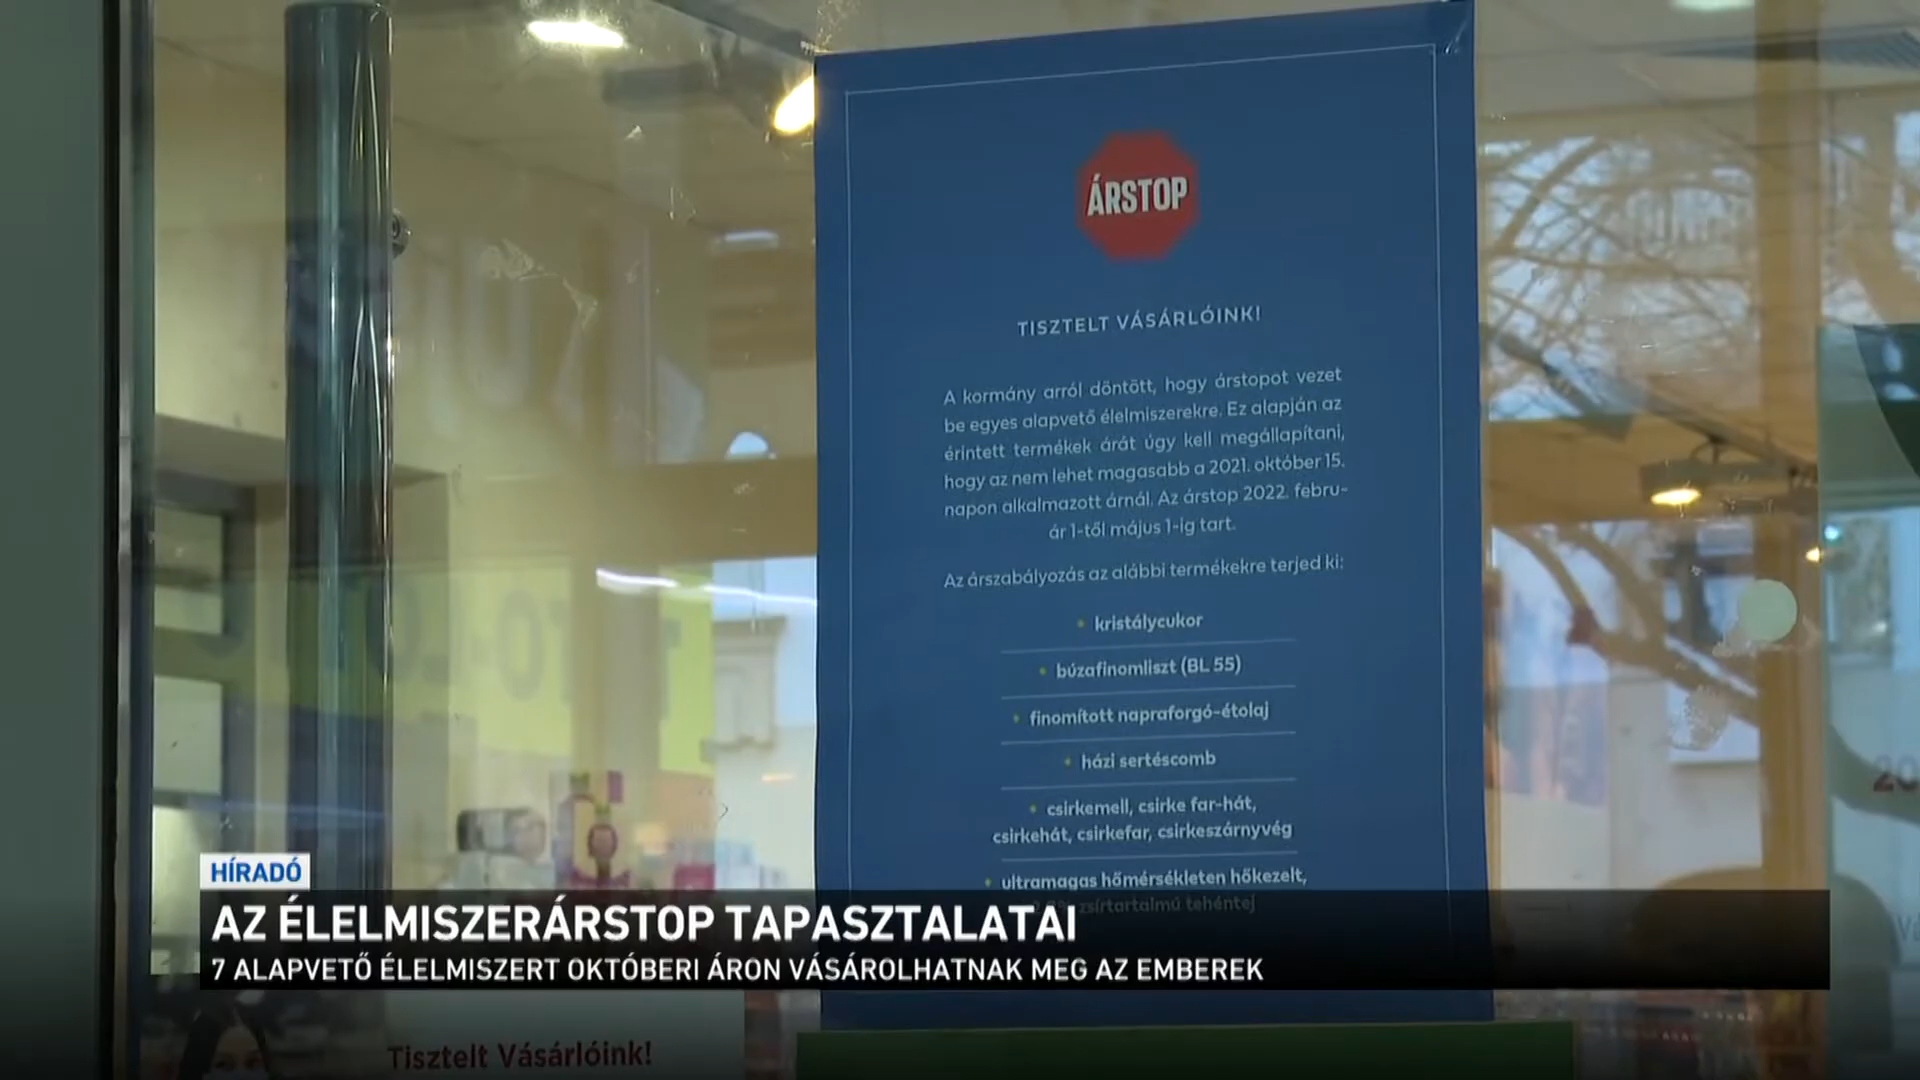 ÁRSTOP
TISZTELT VÁSÁRLÓINK!
A kormány arról döntött, hogy árstopot vezet
be egyes alapvető élelmiszerekre. Ez alapján az
érintett termékek árát úgy kell megállapítani,
hogy az nem lehet magasabb a 2021. október 15.
napon alkalmazott árnál. Az árstop 2022. febru-
ár 1-től május 1-ig tart.
Az árszabályozás az alábbi termékekre terjed ki:
• kristálycukor
• búzafinomliszt (BL 55)
• finomított napraforgó-étolaj
• házi sertéscomb
• csirkemell, csirke far-hát,
csirkehát, csirkefar, csirkeszárnyvég
• ultramagas hőmérsékleten hőkezelt,
zsírtartalmú tehéntej
HÍRADÓ
AZ ÉLELMISZERÁRSTOP TAPASZTALATAI
7 ALAPVETŐ ÉLELMISZERT OKTÓBERI ÁRON VÁSÁROLHATNAK MEG AZ EMBEREK
Tisztelt Vásárlóink!